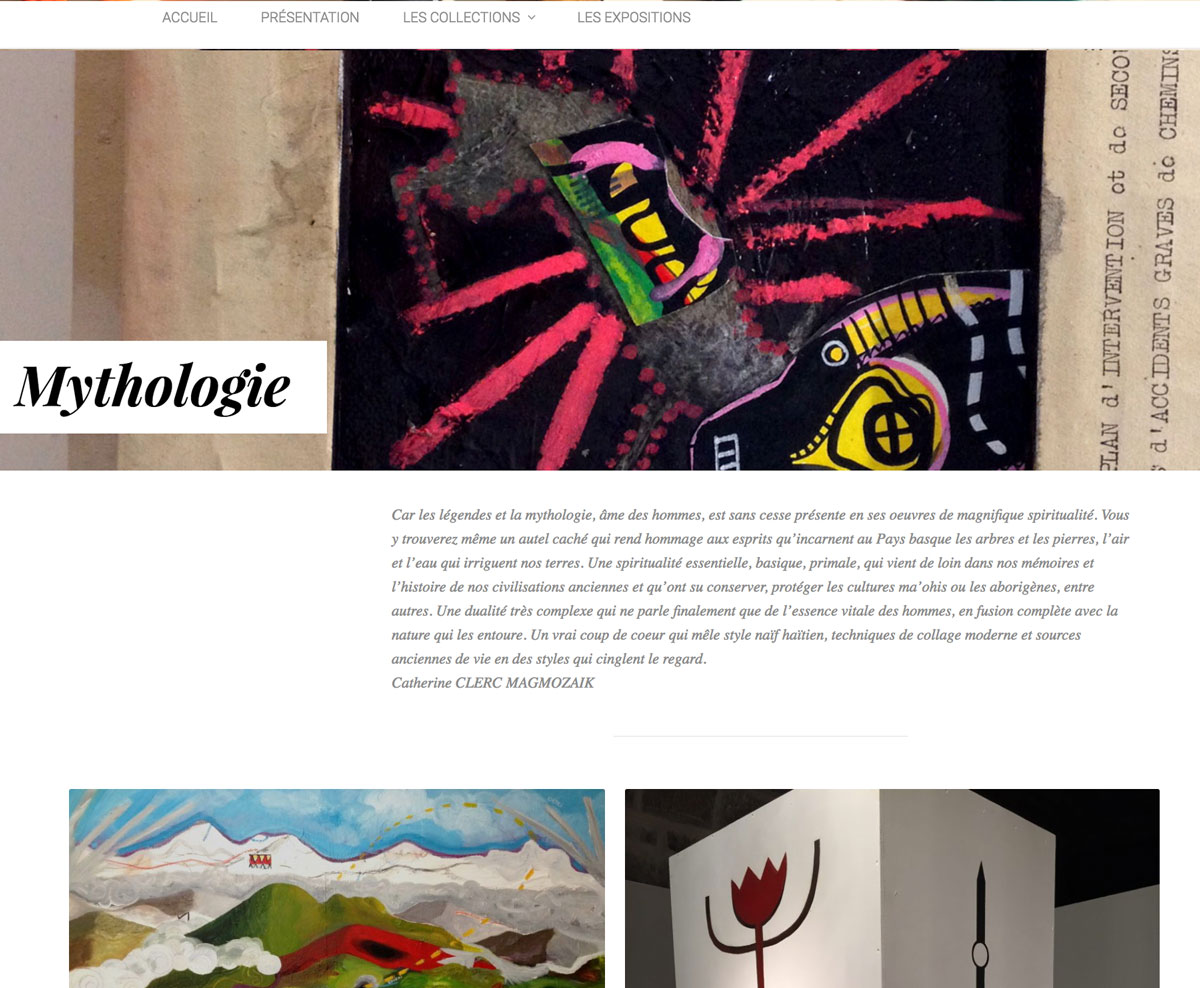 ACCUEIL PRÉSENTATION LES COLLECTIONS LES EXPOSITIONS
PLAN d'INTERVENTION et de SECOU
s d'ACCIDENTS GRAVES de CHEMINS
Mythologie
Car les légendes et la mythologie, âme des hommes, est sans cesse présente en ses oeuvres de magnifique spiritualité. Vous
y trouverez même un autel caché qui rend hommage aux esprits qu’incarnent au Pays basque les arbres et les pierres, l’air
et l’eau qui irriguent nos terres. Une spiritualité essentielle, basique, primale, qui vient de loin dans nos mémoires et
l’histoire de nos civilisations anciennes et qu’ont su conserver, protéger les cultures ma’ohis ou les aborigènes, entre
autres. Une dualité très complexe qui ne parle finalement que de l’essence vitale des hommes, en fusion complète avec la
nature qui les entoure. Un vrai coup de coeur qui mêle style naïf haïtien, techniques de collage moderne et sources
anciennes de vie en des styles qui cinglent le regard.
Catherine CLERC MAGMOZAIK